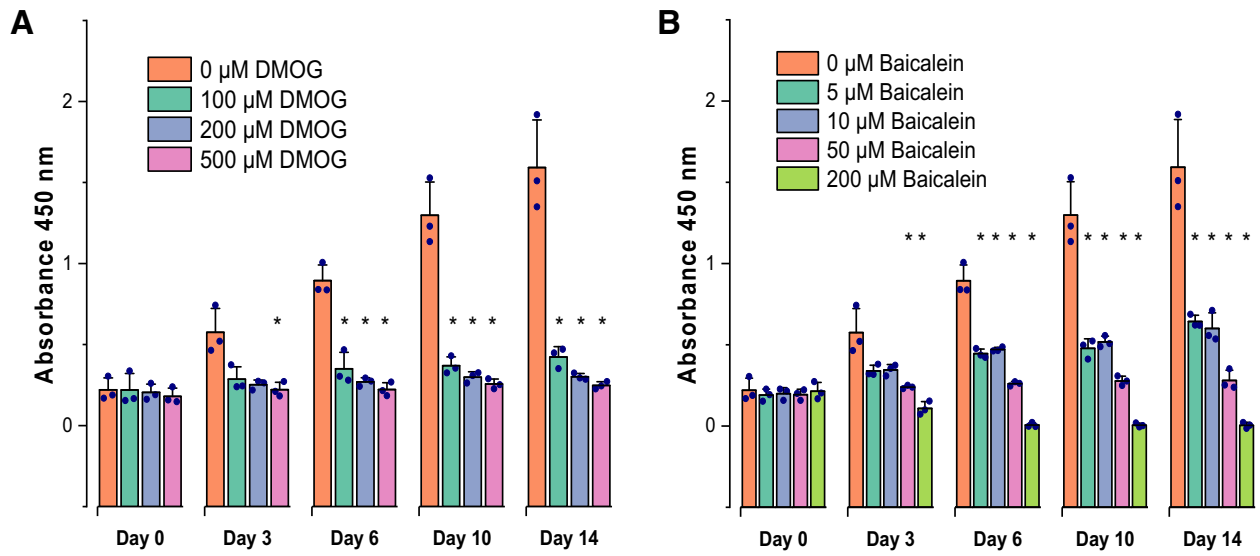 A
0 µM DMOG
100 µM DMOG
200 µM DMOG
500 µM DMOG
Absorbance 450 nm
2
1
0
*
* * *
* * *
* * *
Day 0 Day 3 Day 6 Day 10 Day 14
B
0 µM Baicalein
5 µM Baicalein
10 µM Baicalein
50 µM Baicalein
200 µM Baicalein
Absorbance 450 nm
2
1
0
* *
* * * *
* * * *
* * * *
Day 0 Day 3 Day 6 Day 10 Day 14